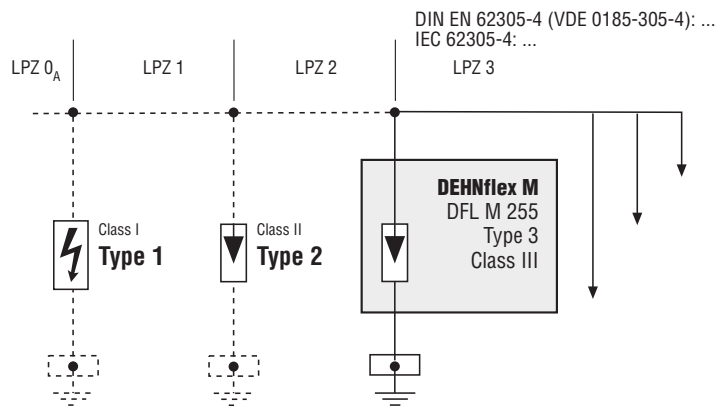 DIN EN 62305-4 (VDE 0185-305-4): ...
IEC 62305-4: ...
LPZ 0A
LPZ 1
LPZ 2
LPZ 3
DEHNflex M
DFL M 255
Type 3
Class III
Class I
Type 1
Class II
Type 2